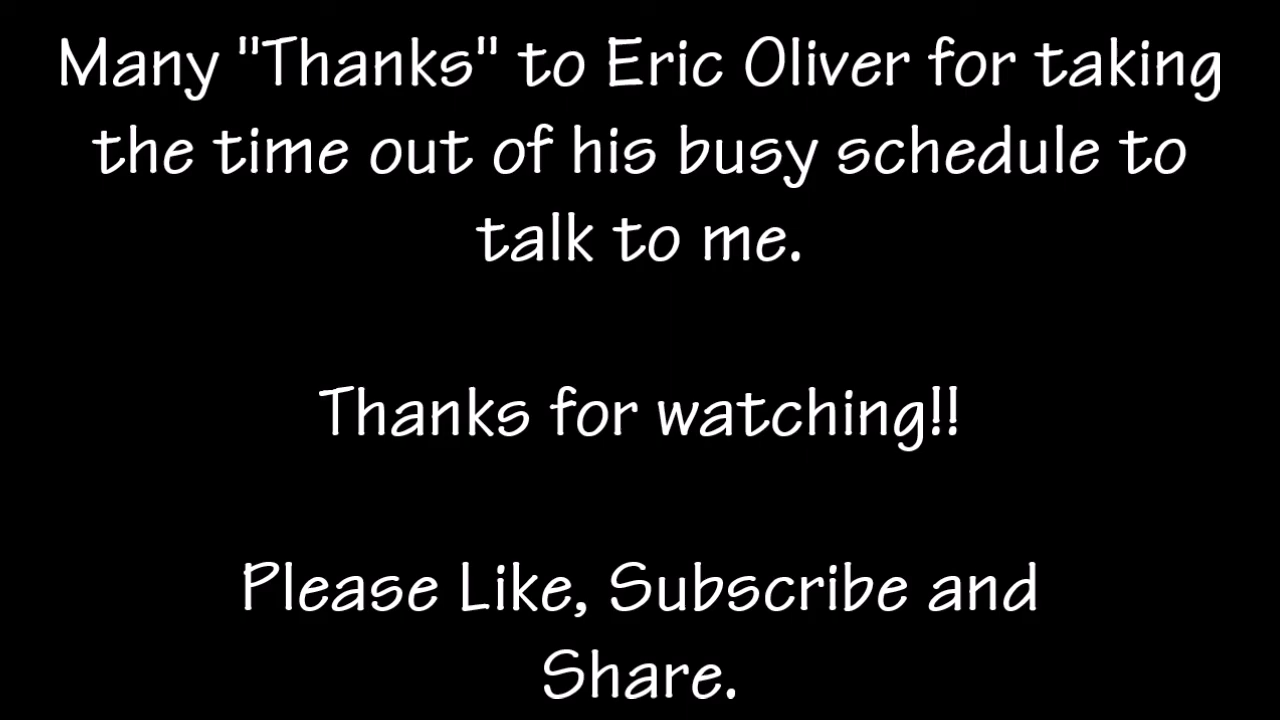 Many "Thanks" to Eric Oliver for taking
the time out of his busy schedule to
talk to me.
Thanks for watching!!
Please Like, Subscribe and
Share.